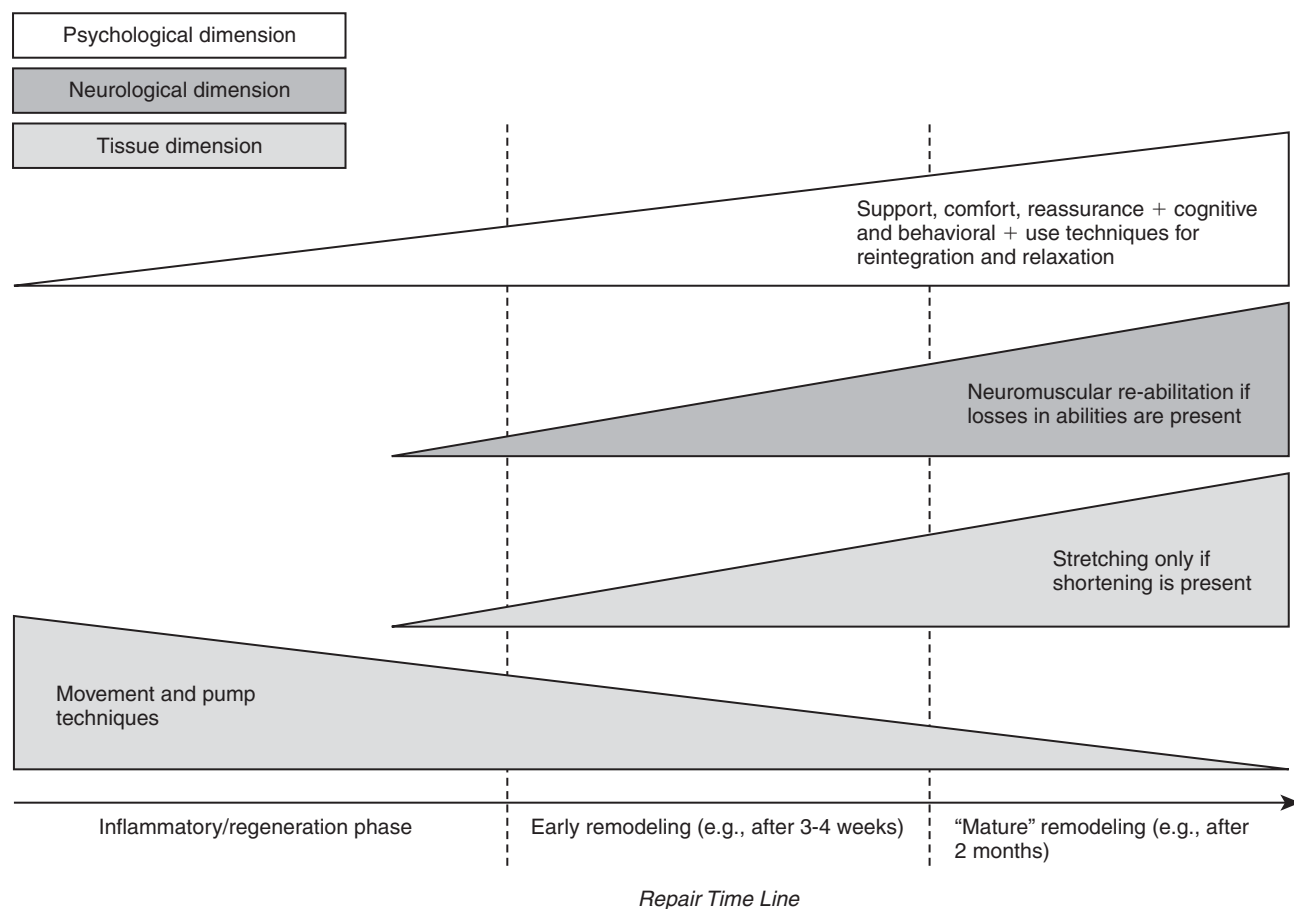 Psychological dimension
Neurological dimension
Tissue dimension
Support, comfort, reassurance + cognitive
and behavioral + use techniques for
reintegration and relaxation
Neuromuscular re-abilitation if
losses in abilities are present
Stretching only if
shortening is present
Movement and pump
techniques
Inflammatory/regeneration phase
Early remodeling (e.g., after 3-4 weeks)
“Mature” remodeling (e.g., after
2 months)
Repair Time Line